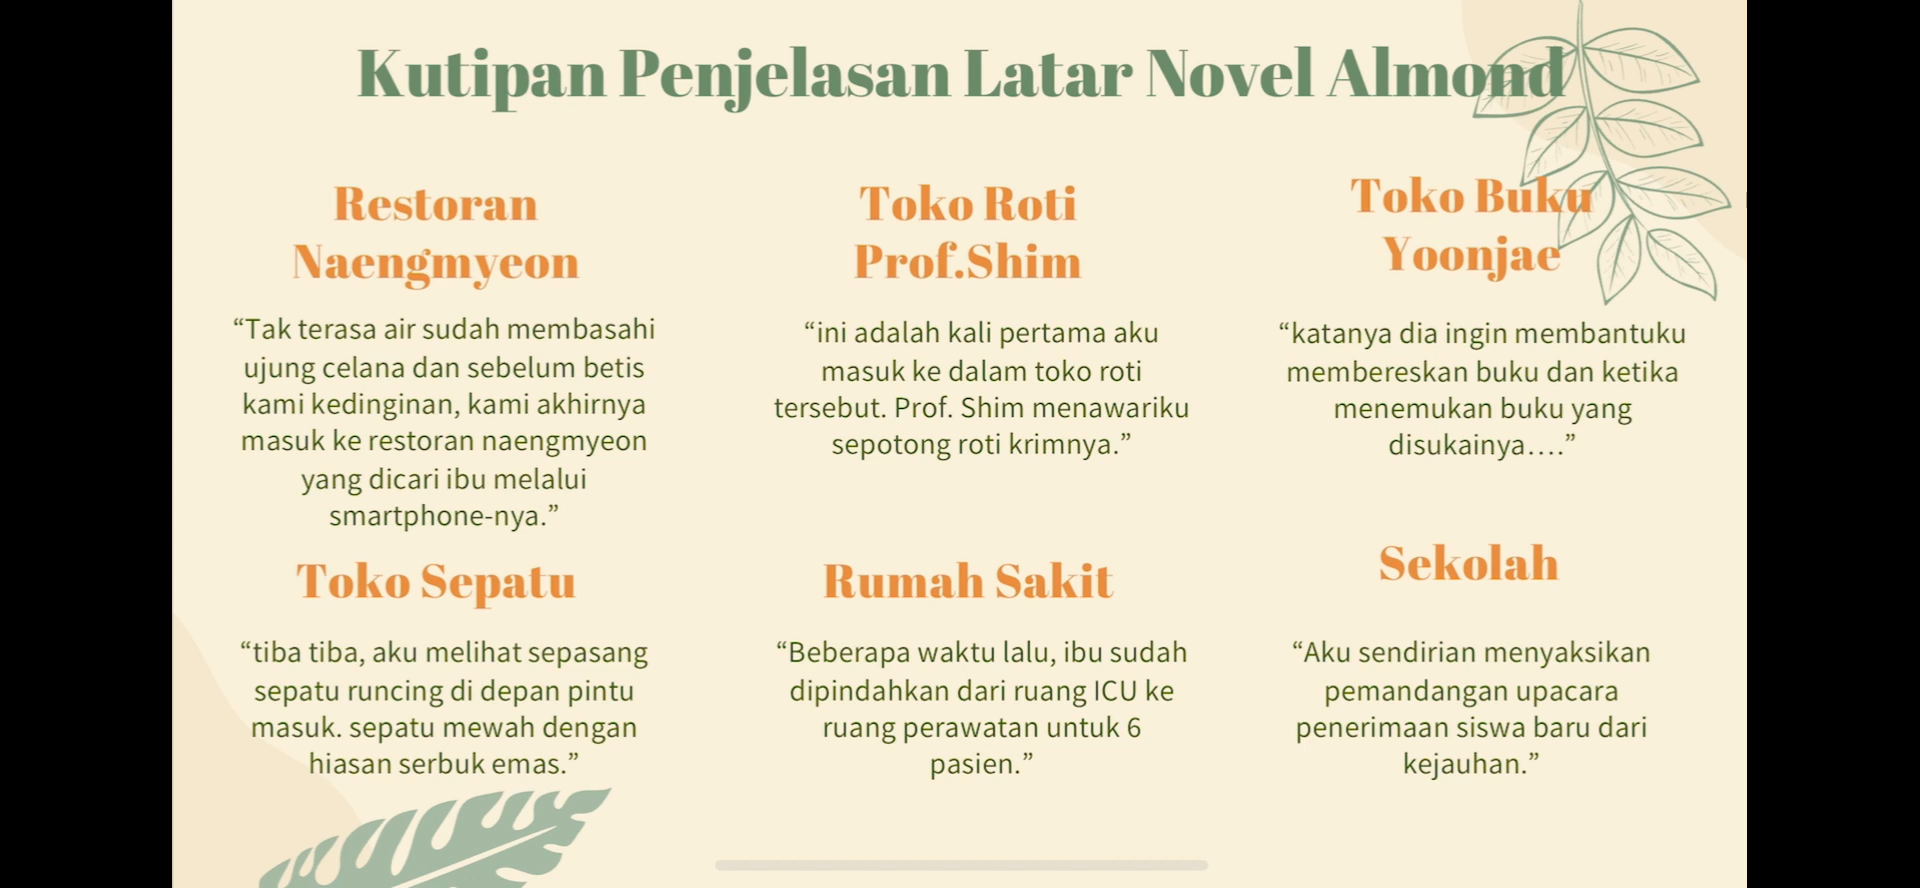 Kutipan Penjelasan Latar Novel Almond
Restoran
Naengmyeon
“Tak terasa air sudah membasahi
ujung celana dan sebelum betis
kami kedinginan, kami akhirnya
masuk ke restoran naengmyeon
yang dicari ibu melalui
smartphone-nya.”
Toko Roti
Prof.Shim
“ini adalah kali pertama aku
masuk ke dalam toko roti
tersebut. Prof. Shim menawariku
sepotong roti krimnya.”
Toko Buku
Yoonjae
“katanya dia ingin membantuku
membereskan buku dan ketika
menemukan buku yang
disukainya....”
Toko Sepatu
“tiba tiba, aku melihat sepasang
sepatu runcing di depan pintu
masuk. sepatu mewah dengan
hiasan serbuk emas.”
Rumah Sakit
“Beberapa waktu lalu, ibu sudah
dipindahkan dari ruang ICU ke
ruang perawatan untuk 6
pasien.”
Sekolah
“Aku sendirian menyaksikan
pemandangan upacara
penerimaan siswa baru dari
kejauhan.”